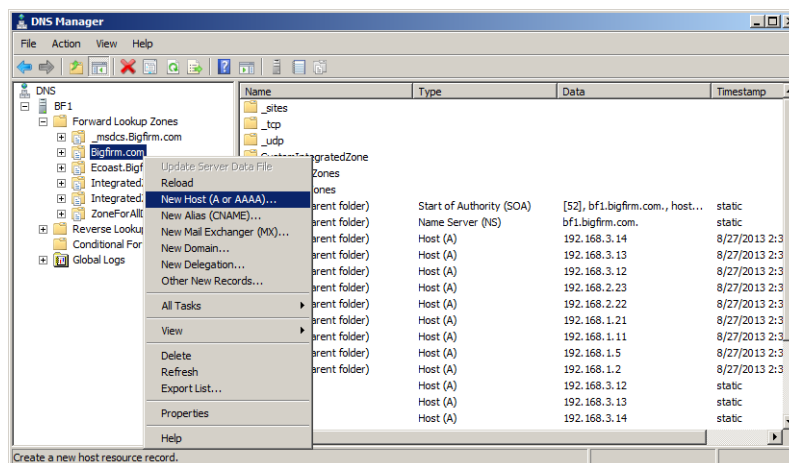 DNS Manager
File Action View Help
DNS
BF1
Forward Lookup Zones
_msdcs.Bigfirm.com
Bigfirm.com
Ecoast.Bigf
Integrated
Integrated
ZoneForAll
Reverse Looku
Conditional For
Global Logs
Update Server Data File
Reload
New Host (A or AAAA)...
New Alias (CNAME)...
New Mail Exchanger (MX)...
New Domain...
New Delegation...
Other New Records...
All Tasks
View
Delete
Refresh
Export List...
Properties
Help
Name Type Data Timestamp
_sites
_tcp
_udp
CustomIntegratedZone
Zones
ones
arent folder) Start of Authority (SOA) [52], bf1.bigfirm.com., host... static
arent folder) Name Server (NS) bf1.bigfirm.com. static
arent folder) Host (A) 192.168.3.14 8/27/2013 2:3
arent folder) Host (A) 192.168.3.13 8/27/2013 2:3
arent folder) Host (A) 192.168.3.12 8/27/2013 2:3
arent folder) Host (A) 192.168.2.23 8/27/2013 2:3
arent folder) Host (A) 192.168.2.22 8/27/2013 2:3
arent folder) Host (A) 192.168.1.21 8/27/2013 2:3
arent folder) Host (A) 192.168.1.11 8/27/2013 2:3
arent folder) Host (A) 192.168.1.5 8/27/2013 2:3
arent folder) Host (A) 192.168.1.2 8/27/2013 2:3
Host (A) 192.168.3.12 static
Host (A) 192.168.3.13 static
Host (A) 192.168.3.14 static
Create a new host resource record.